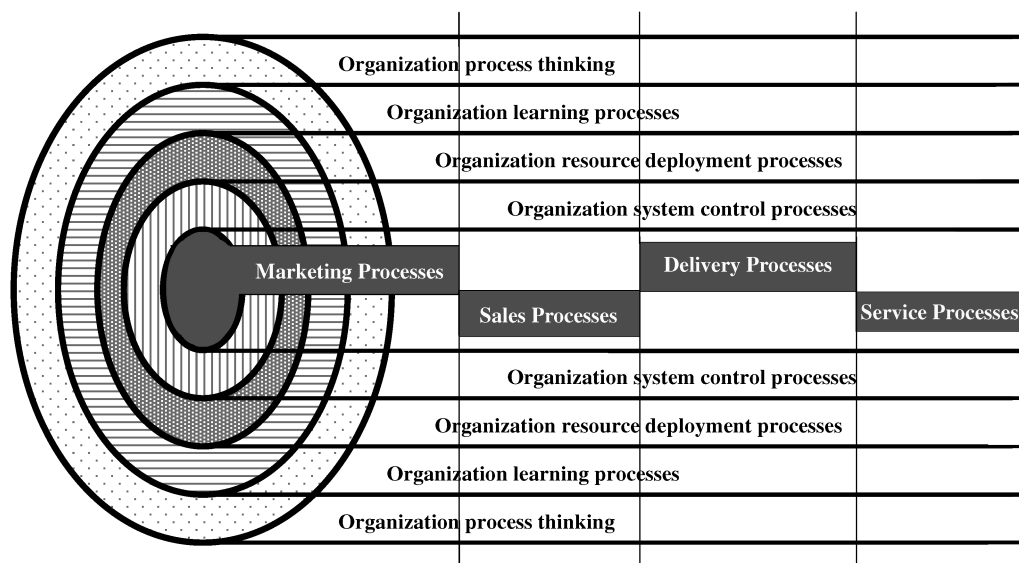 Organization process thinking
Organization learning processes
Organization resource deployment processes
Organization system control processes
Marketing Processes
Delivery Processes
Sales Processes
Service Processes
Organization system control processes
Organization resource deployment processes
Organization learning processes
Organization process thinking